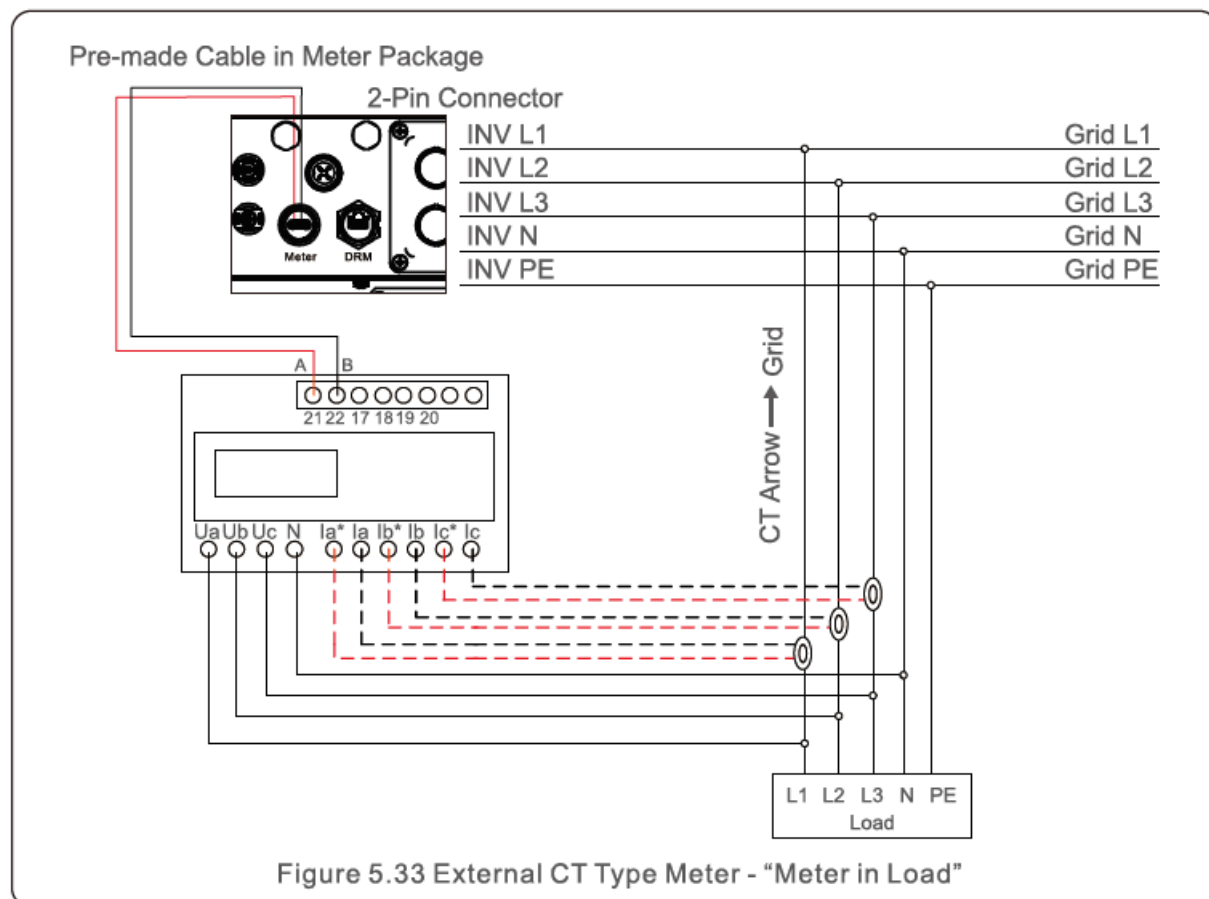 Pre-made Cable in Meter Package
2-Pin Connector
INV L1 Grid L1
INV L2 Grid L2
INV L3 Grid L3
INV N Grid N
INV PE Grid PE
Meter DRM
A B
21 22 17 18 19 20
CT Arrow → Grid
Ua Ub Uc N Ia* Ia Ib* Ib Ic* Ic
L1 L2 L3 N PE
Load
Figure 5.33 External CT Type Meter - “Meter in Load”